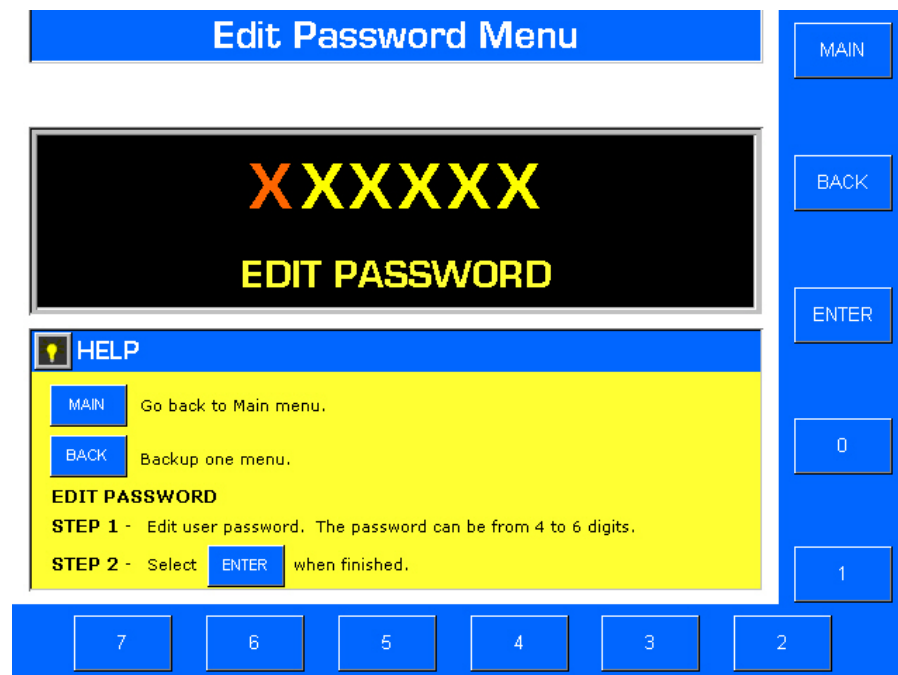 Edit Password Menu
MAIN
XXXXXX
EDIT PASSWORD
BACK
ENTER
HELP
MAIN Go back to Main menu.
BACK Backup one menu.
EDIT PASSWORD
STEP 1 - Edit user password. The password can be from 4 to 6 digits.
STEP 2 - Select ENTER when finished.
0
1
7 6 5 4 3 2